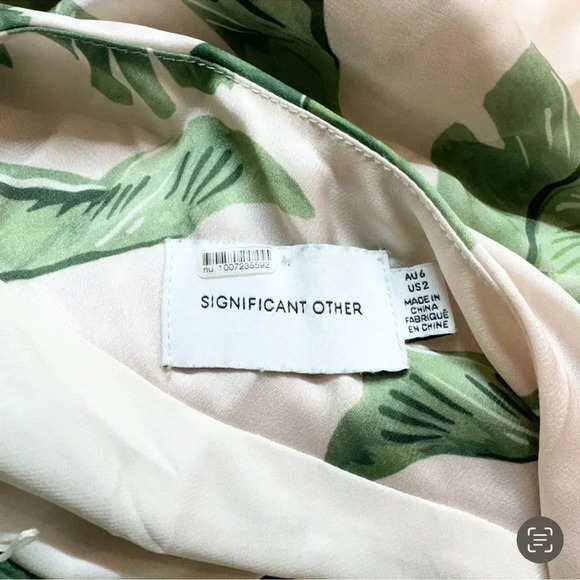 nu 1007235592
SIGNIFICANT OTHER
AU 6
US 2
MADE IN
CHINA
FABRIQUÉ
EN CHINE